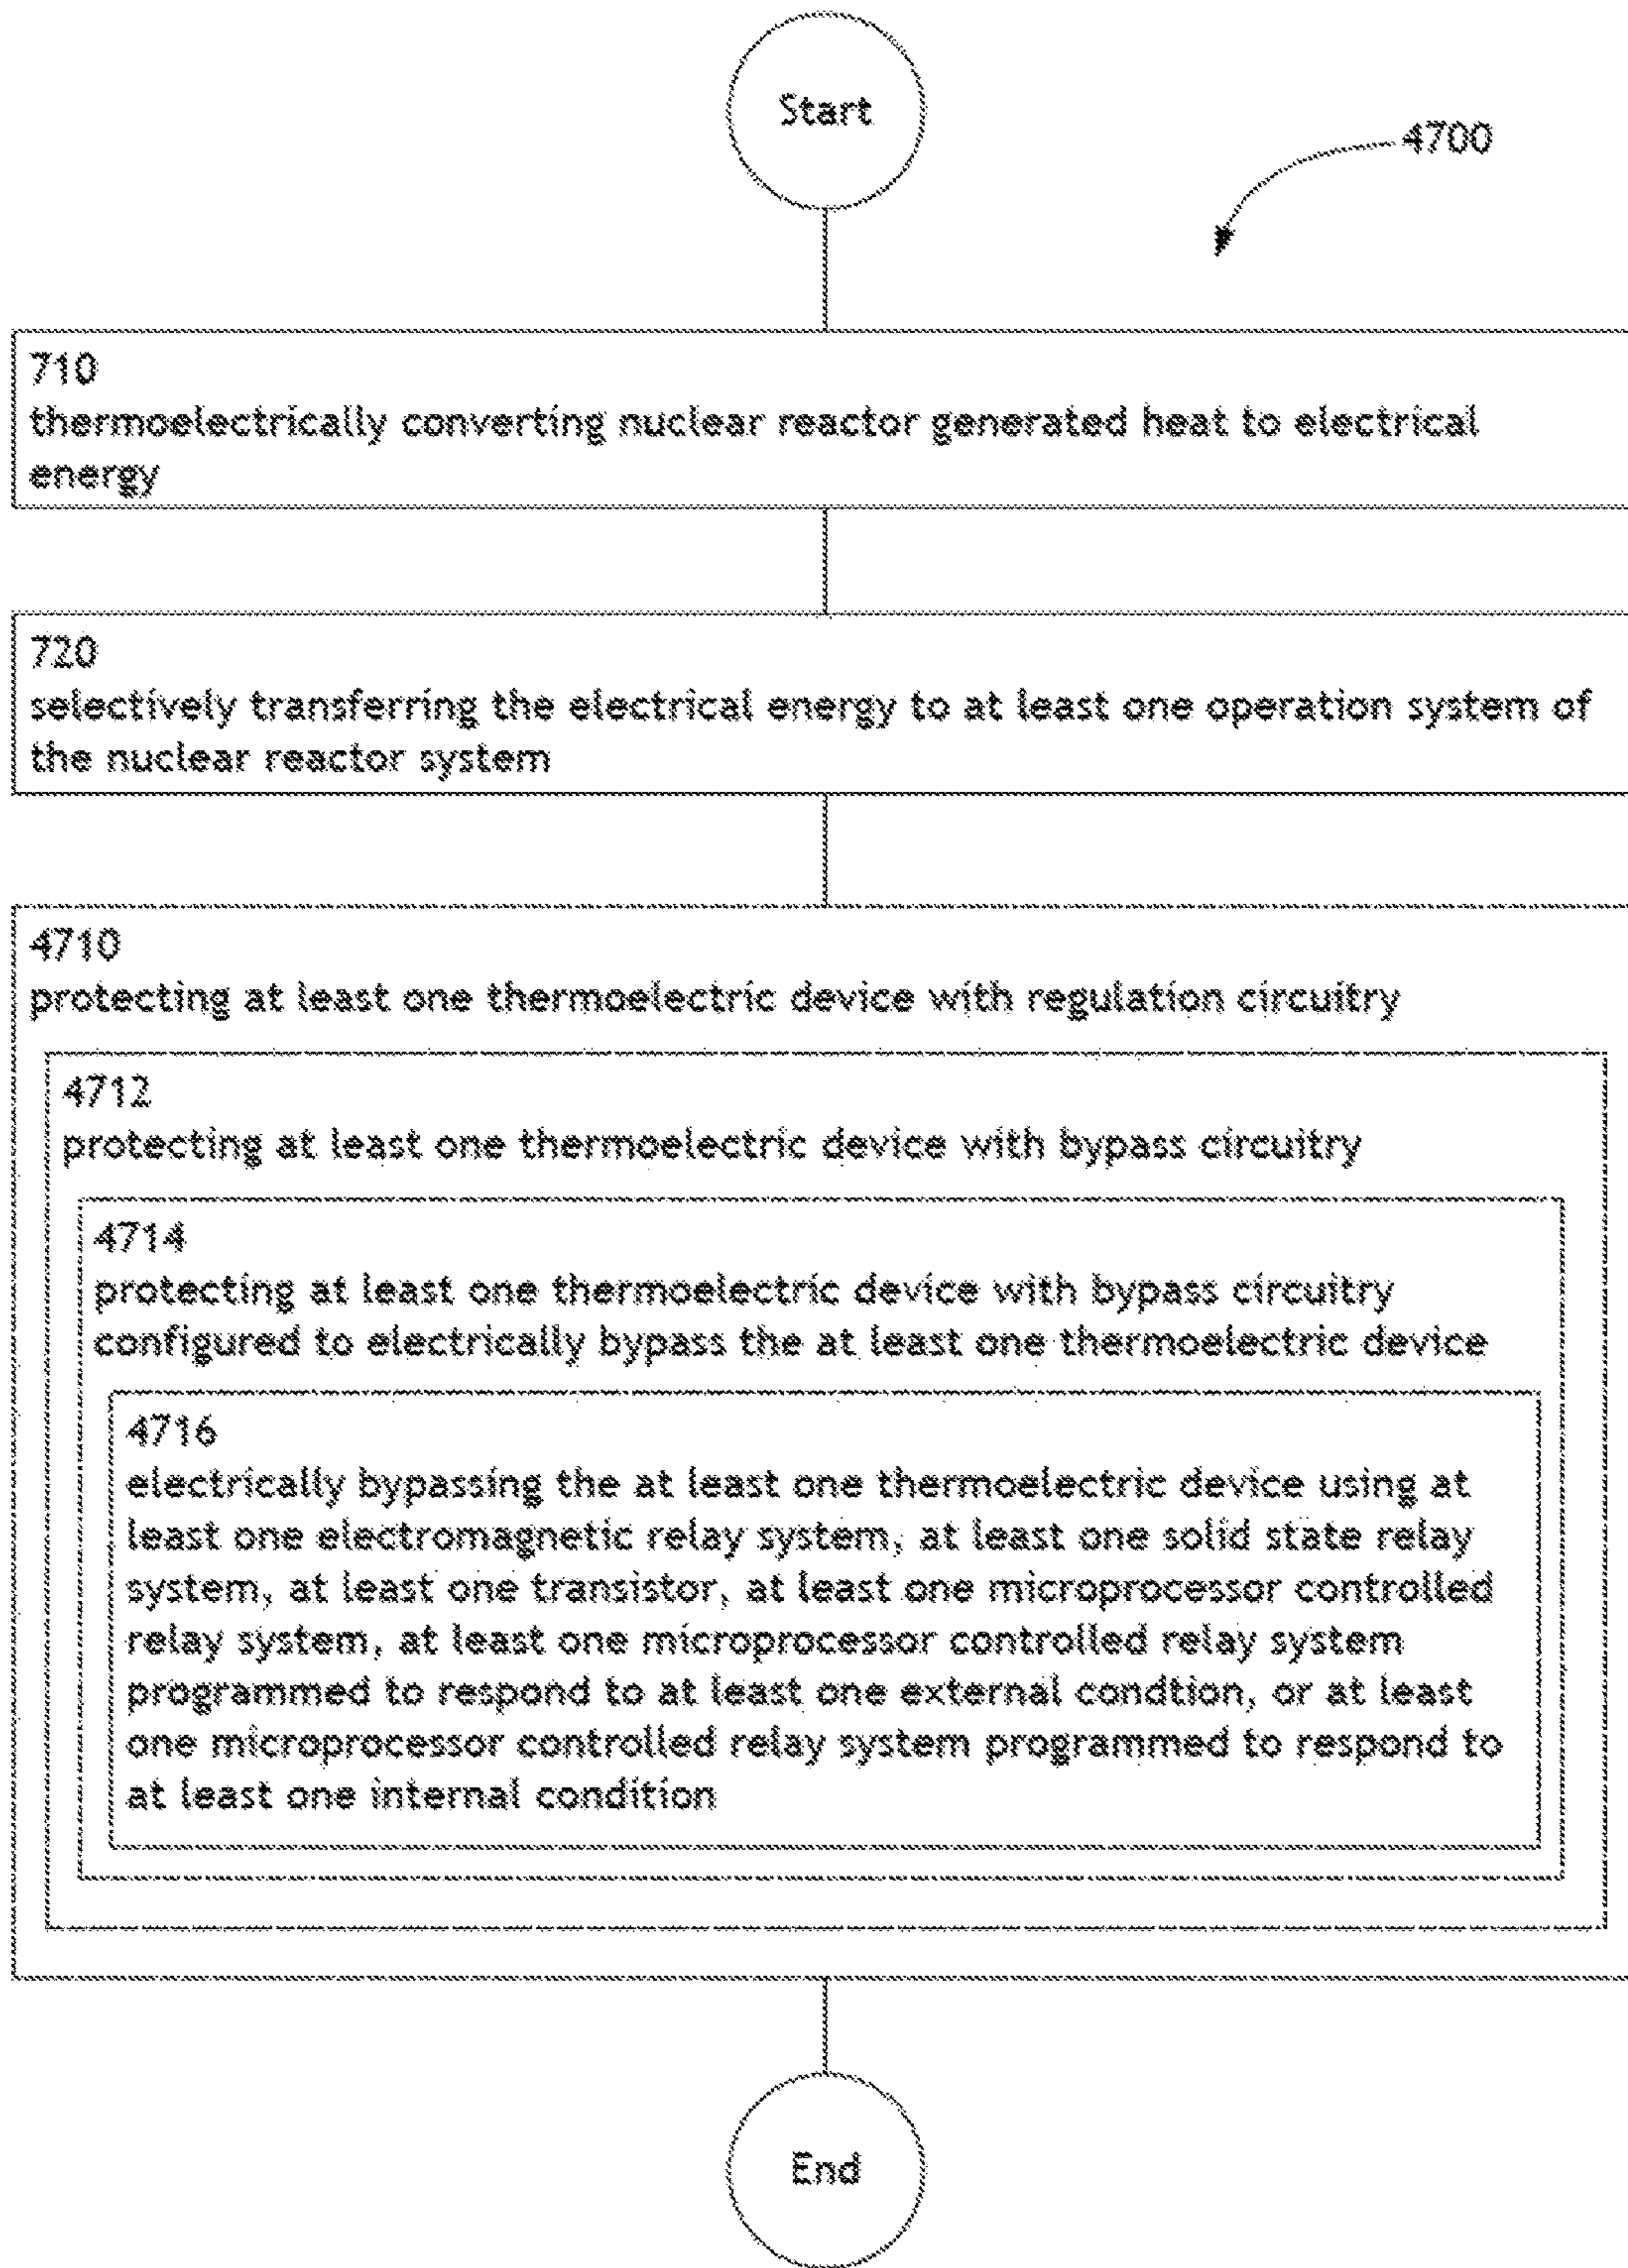 Start
4700
710
thermoelectrically converting nuclear reactor generated heat to electrical
energy
720
selectively transferring the electrical energy to at least one operation system of
the nuclear reactor system
4710
protecting at least one thermoelectric device with regulation circuitry
4712
protecting at least one thermoelectric device with bypass circuitry
4714
protecting at least one thermoelectric device with bypass circuitry
configured to electrically bypass the at least one thermoelectric device
4716
electrically bypassing the at least one thermoelectric device using at
least one electromagnetic relay system, at least one solid state relay
system, at least one transistor, at least one microprocessor controlled
relay system, at least one microprocessor controlled relay system
programmed to respond to at least one external condtion, or at least
one microprocessor controlled relay system programmed to respond to
at least one internal condition
End